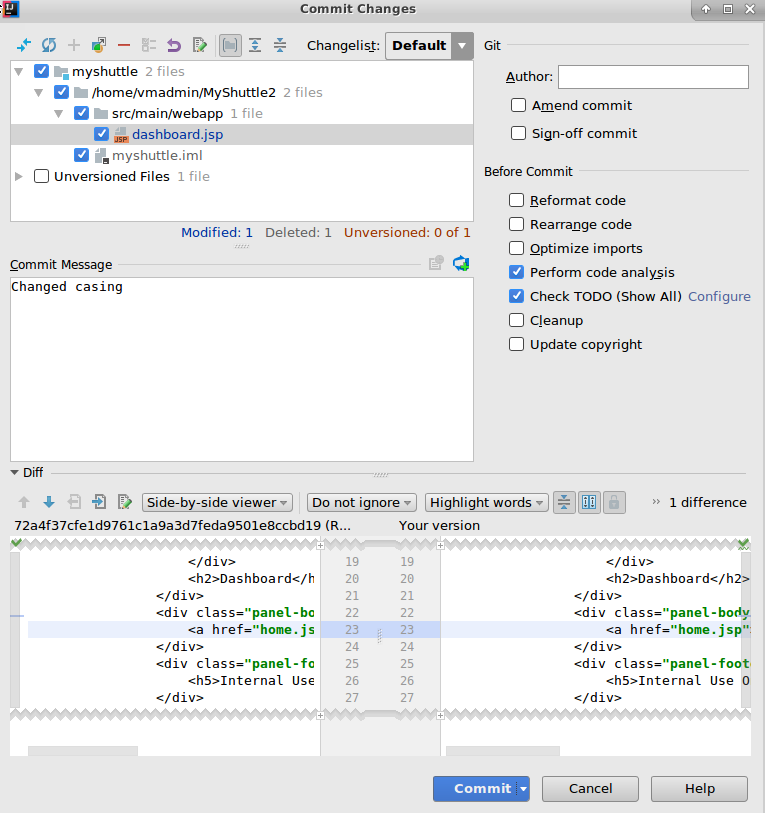 IJ
Commit Changes
Changelist: Default
myshuttle 2 files
/home/vmadmin/MyShuttle2 2 files
src/main/webapp 1 file
JSP dashboard.jsp
myshuttle.iml
Unversioned Files 1 file
Modified: 1 Deleted: 1 Unversioned: 0 of 1
Commit Message
Changed casing
Git
Author:
Amend commit
Sign-off commit
Before Commit
Reformat code
Rearrange code
Optimize imports
Perform code analysis
Check TODO (Show All) Configure
Cleanup
Update copyright
Diff
Side-by-side viewer Do not ignore Highlight words 1 difference
72a4f37cfe1d9761c1a9a3d7feda9501e8ccbd19 (R... Your version
</div> 19 19 </div>
<h2>Dashboard</h 20 20 <h2>Dashboard</h2>
</div> 21 21 </div>
<div class="panel-bo 22 22 <div class="panel-body
<a href="home.js 23 23 <a href="home.jsp"
</div> 24 24 </div>
<div class="panel-fo 25 25 <div class="panel-foot
<h5>Internal Use 26 26 <h5>Internal Use O
</div> 27 27 </div>
Commit Cancel Help